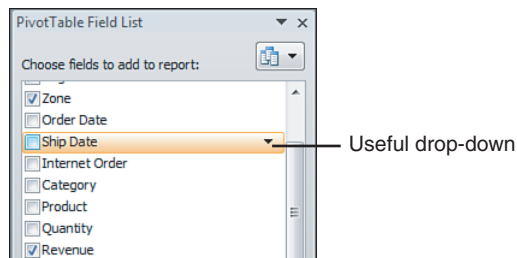 PivotTable Field List
Choose fields to add to report:
Zone
Order Date
Ship Date
Useful drop-down
Internet Order
Category
Product
Quantity
Revenue